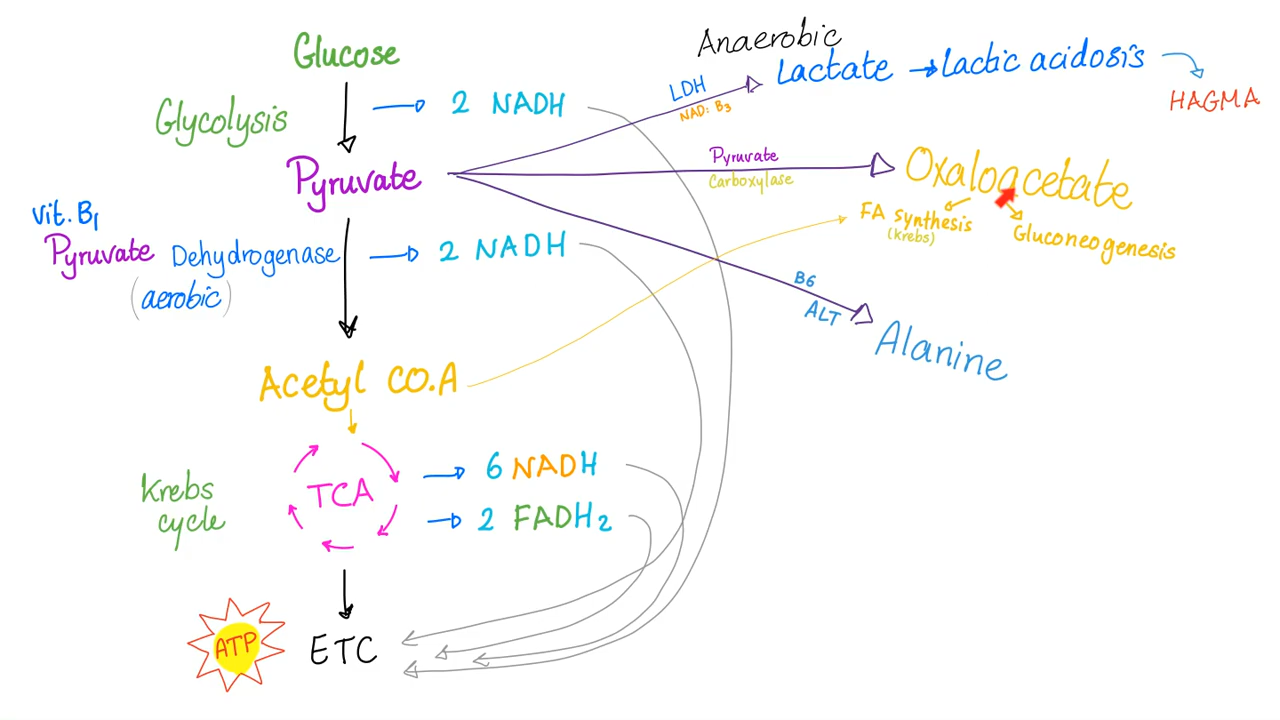 Glucose
Glycolysis
2 NADH
Pyruvate
vit. B1
Pyruvate Dehydrogenase
(aerobic)
2 NADH
Acetyl CO.A
Krebs
cycle
TCA
6 NADH
2 FADH2
ATP
ETC
Anaerobic
LDH
NAD: B3
Lactate → Lactic acidosis
HAGMA
Pyruvate
Carboxylase
Oxaloacetate
FA synthesis
(Krebs)
Gluconeogenesis
B6
ALT
Alanine